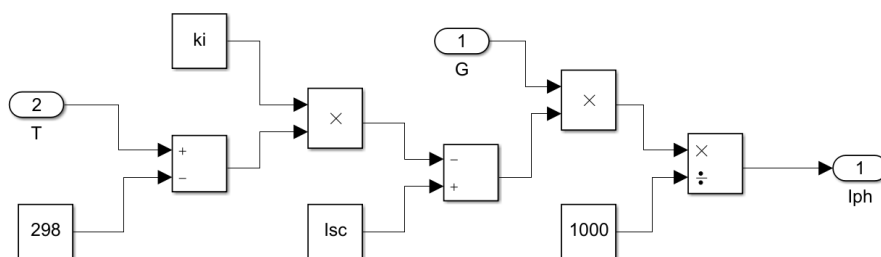 ki
1
G
×
2
T
+
−
×
−
+
×
÷
1
Iph
298
Isc
1000